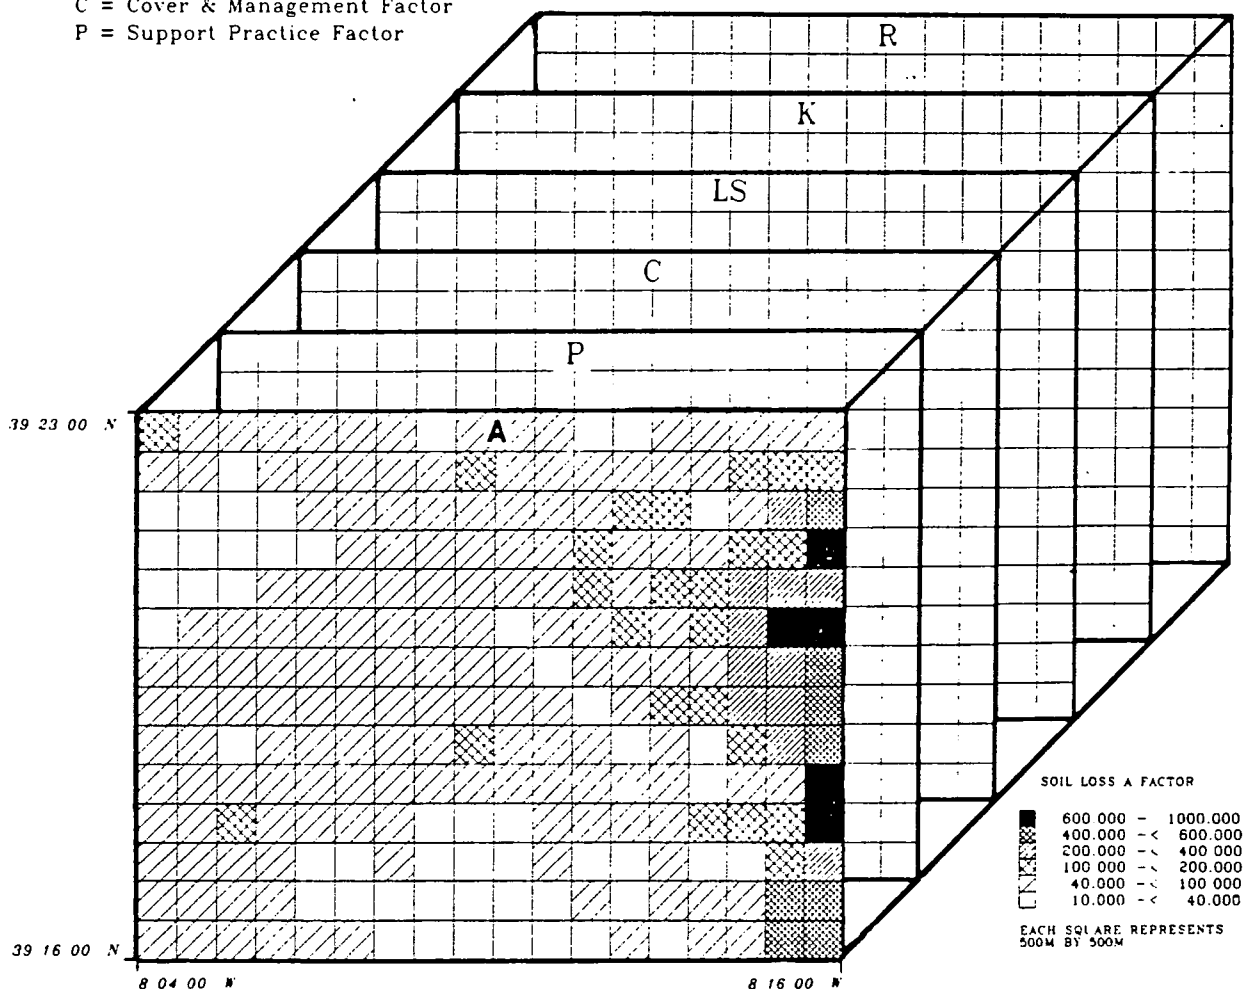 C = Cover & Management Factor
P = Support Practice Factor
R
K
LS
C
P
A
39 23 00 N
39 16 00 N
8 04 00 W
8 16 00 W
SOIL LOSS A FACTOR
600 000 - 1000.000
400.000 -< 600.000
200.000 -< 400 000
100 000 -< 200.000
40.000 -< 100 000
10.000 -< 40.000
EACH SQUARE REPRESENTS
500M BY 500M